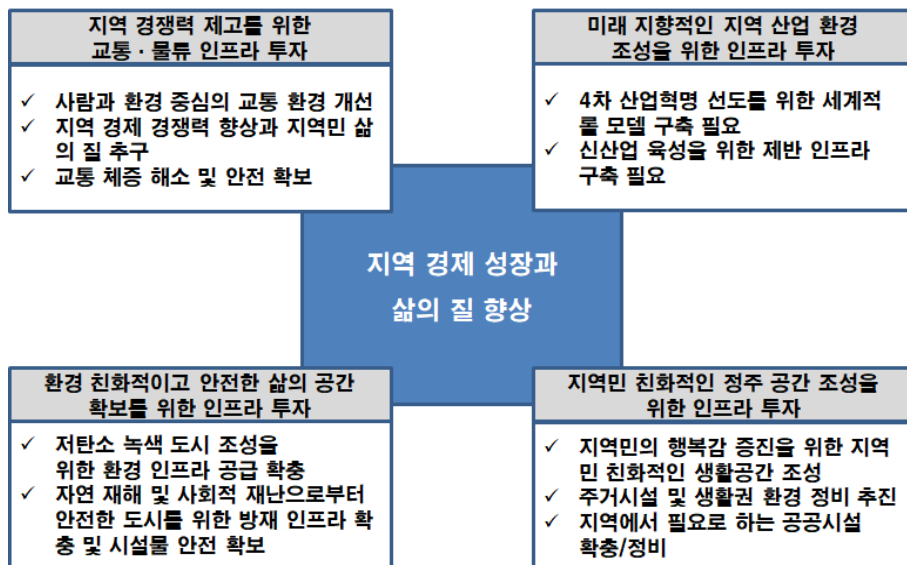 지역 경쟁력 제고를 위한
교통 · 물류 인프라 투자
✓ 사람과 환경 중심의 교통 환경 개선
✓ 지역 경제 경쟁력 향상과 지역민 삶
의 질 추구
✓ 교통 체증 해소 및 안전 확보
미래 지향적인 지역 산업 환경
조성을 위한 인프라 투자
✓ 4차 산업혁명 선도를 위한 세계적
롤 모델 구축 필요
✓ 신산업 육성을 위한 제반 인프라
구축 필요
지역 경제 성장과
삶의 질 향상
환경 친화적이고 안전한 삶의 공간
확보를 위한 인프라 투자
✓ 저탄소 녹색 도시 조성을
위한 환경 인프라 공급 확충
✓ 자연 재해 및 사회적 재난으로부터
안전한 도시를 위한 방재 인프라 확
충 및 시설물 안전 확보
지역민 친화적인 정주 공간 조성을
위한 인프라 투자
✓ 지역민의 행복감 증진을 위한 지역
민 친화적인 생활공간 조성
✓ 주거시설 및 생활권 환경 정비 추진
✓ 지역에서 필요로 하는 공공시설
확충/정비